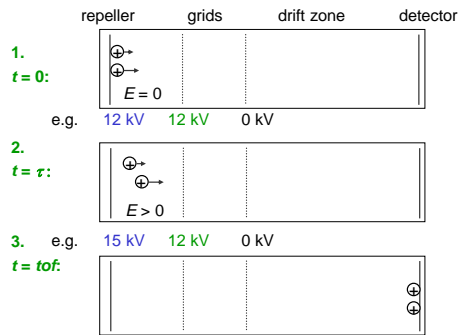 repeller grids drift zone detector
1.
t = 0:
+
+
E = 0
e.g. 12 kV 12 kV 0 kV
2.
t = τ:
+
+
E > 0
3. e.g. 15 kV 12 kV 0 kV
t = tof:
+
+